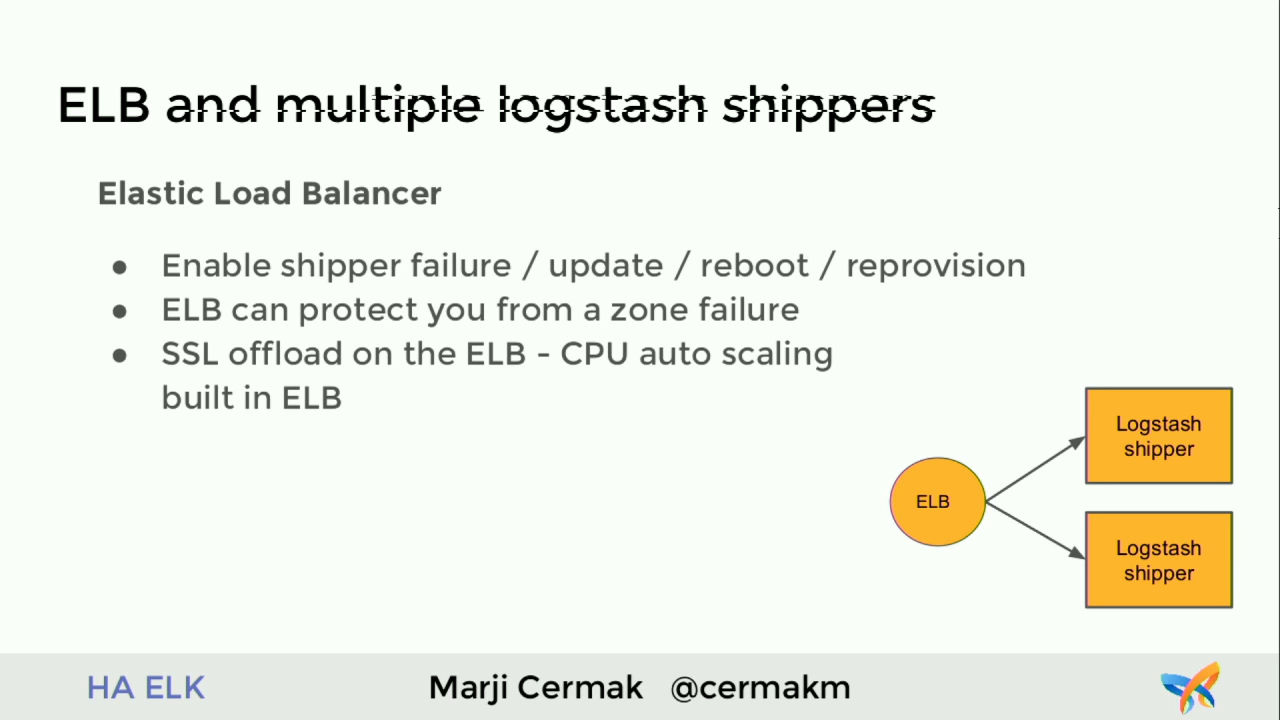 ELB and multiple logstash shippers
Elastic Load Balancer
● Enable shipper failure / update / reboot / reprovision
● ELB can protect you from a zone failure
● SSL offload on the ELB - CPU auto scaling
built in ELB
Logstash
shipper
ELB
Logstash
shipper
HA ELK
Marji Cermak @cermakm